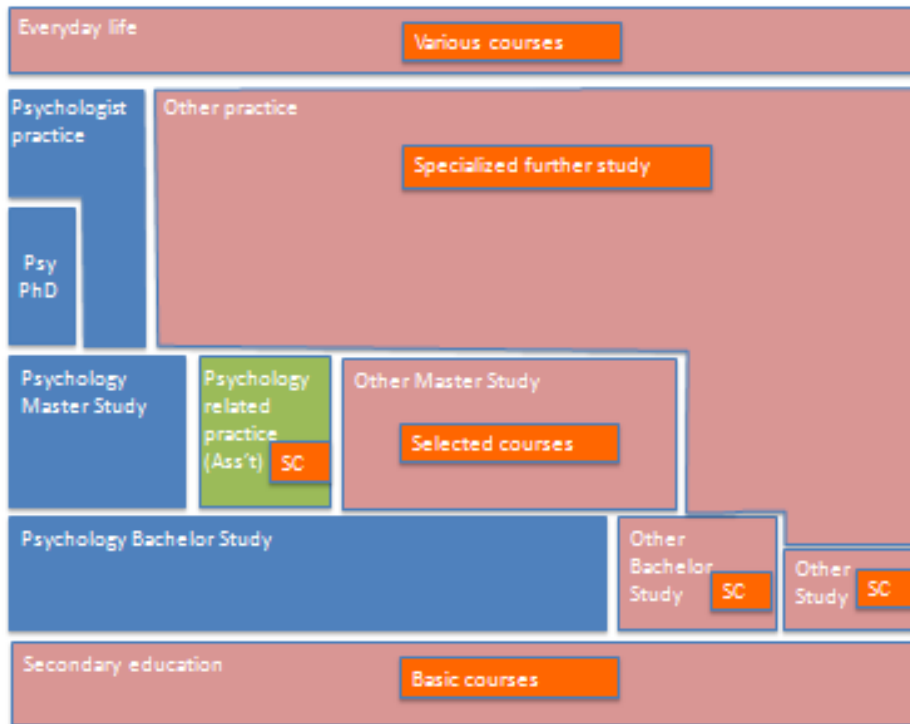 Everyday life
Various courses
Psychologist
practice
Other practice
Specialized further study
Psy
PhD
Psychology
Master Study
Psychology
related
practice
(Ass't)
SC
Other Master Study
Selected courses
Psychology Bachelor Study
Other
Bachelor
Study
SC
Other
Study
SC
Secondary education
Basic courses